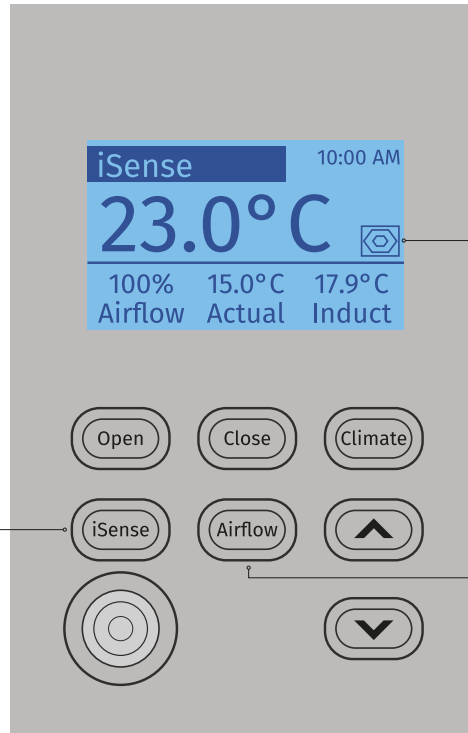 iSense 10:00 AM
23.0°C
100% 15.0°C 17.9°C
Airflow Actual Induct
Open Close Climate
iSense Airflow